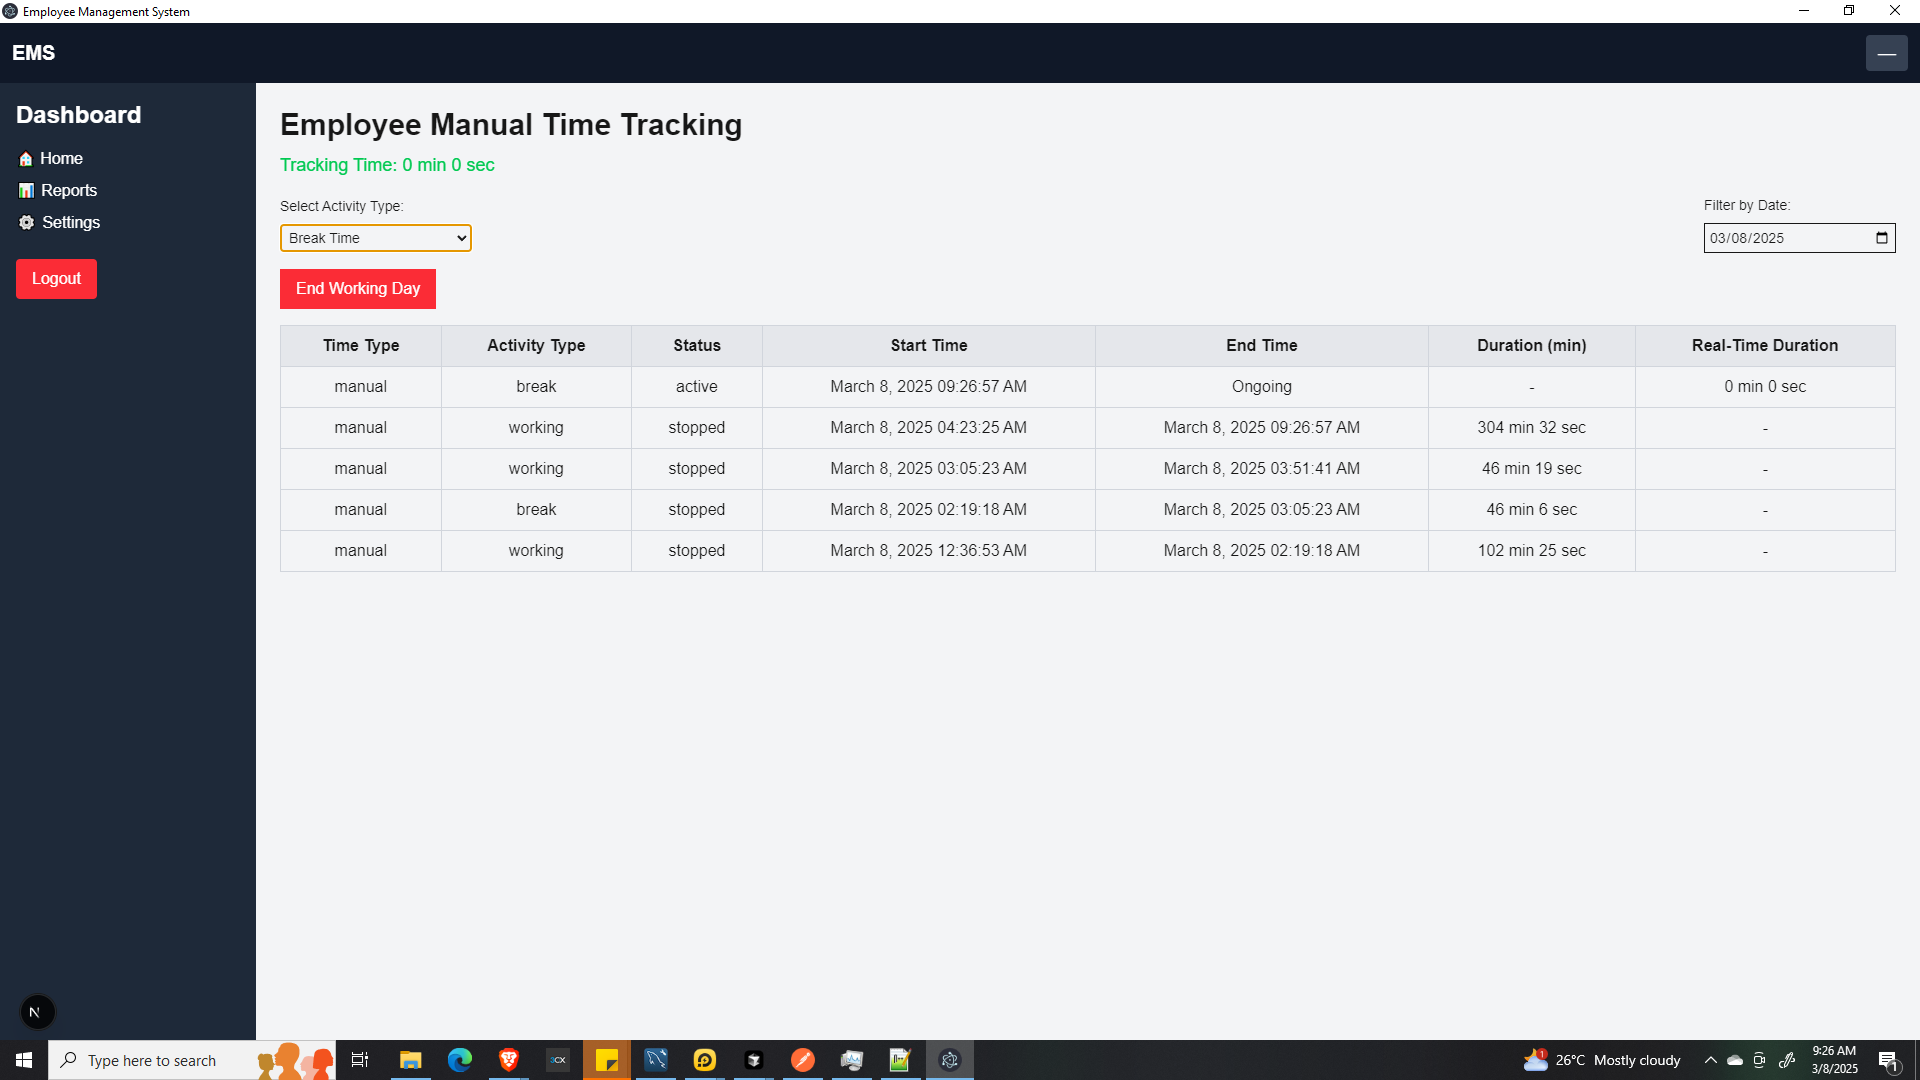 Employee Management System
EMS
Dashboard
Home
Reports
Settings
Logout
Employee Manual Time Tracking
Tracking Time: 0 min 0 sec
Select Activity Type:
Break Time
Filter by Date:
03/08/2025
End Working Day
Time Type Activity Type Status Start Time End Time Duration (min) Real-Time Duration
manual break active March 8, 2025 09:26:57 AM Ongoing - 0 min 0 sec
manual working stopped March 8, 2025 04:23:25 AM March 8, 2025 09:26:57 AM 304 min 32 sec -
manual working stopped March 8, 2025 03:05:23 AM March 8, 2025 03:51:41 AM 46 min 19 sec -
manual break stopped March 8, 2025 02:19:18 AM March 8, 2025 03:05:23 AM 46 min 6 sec -
manual working stopped March 8, 2025 12:36:53 AM March 8, 2025 02:19:18 AM 102 min 25 sec -
N
Type here to search
3CX
1
26°C Mostly cloudy
9:26 AM
3/8/2025
1